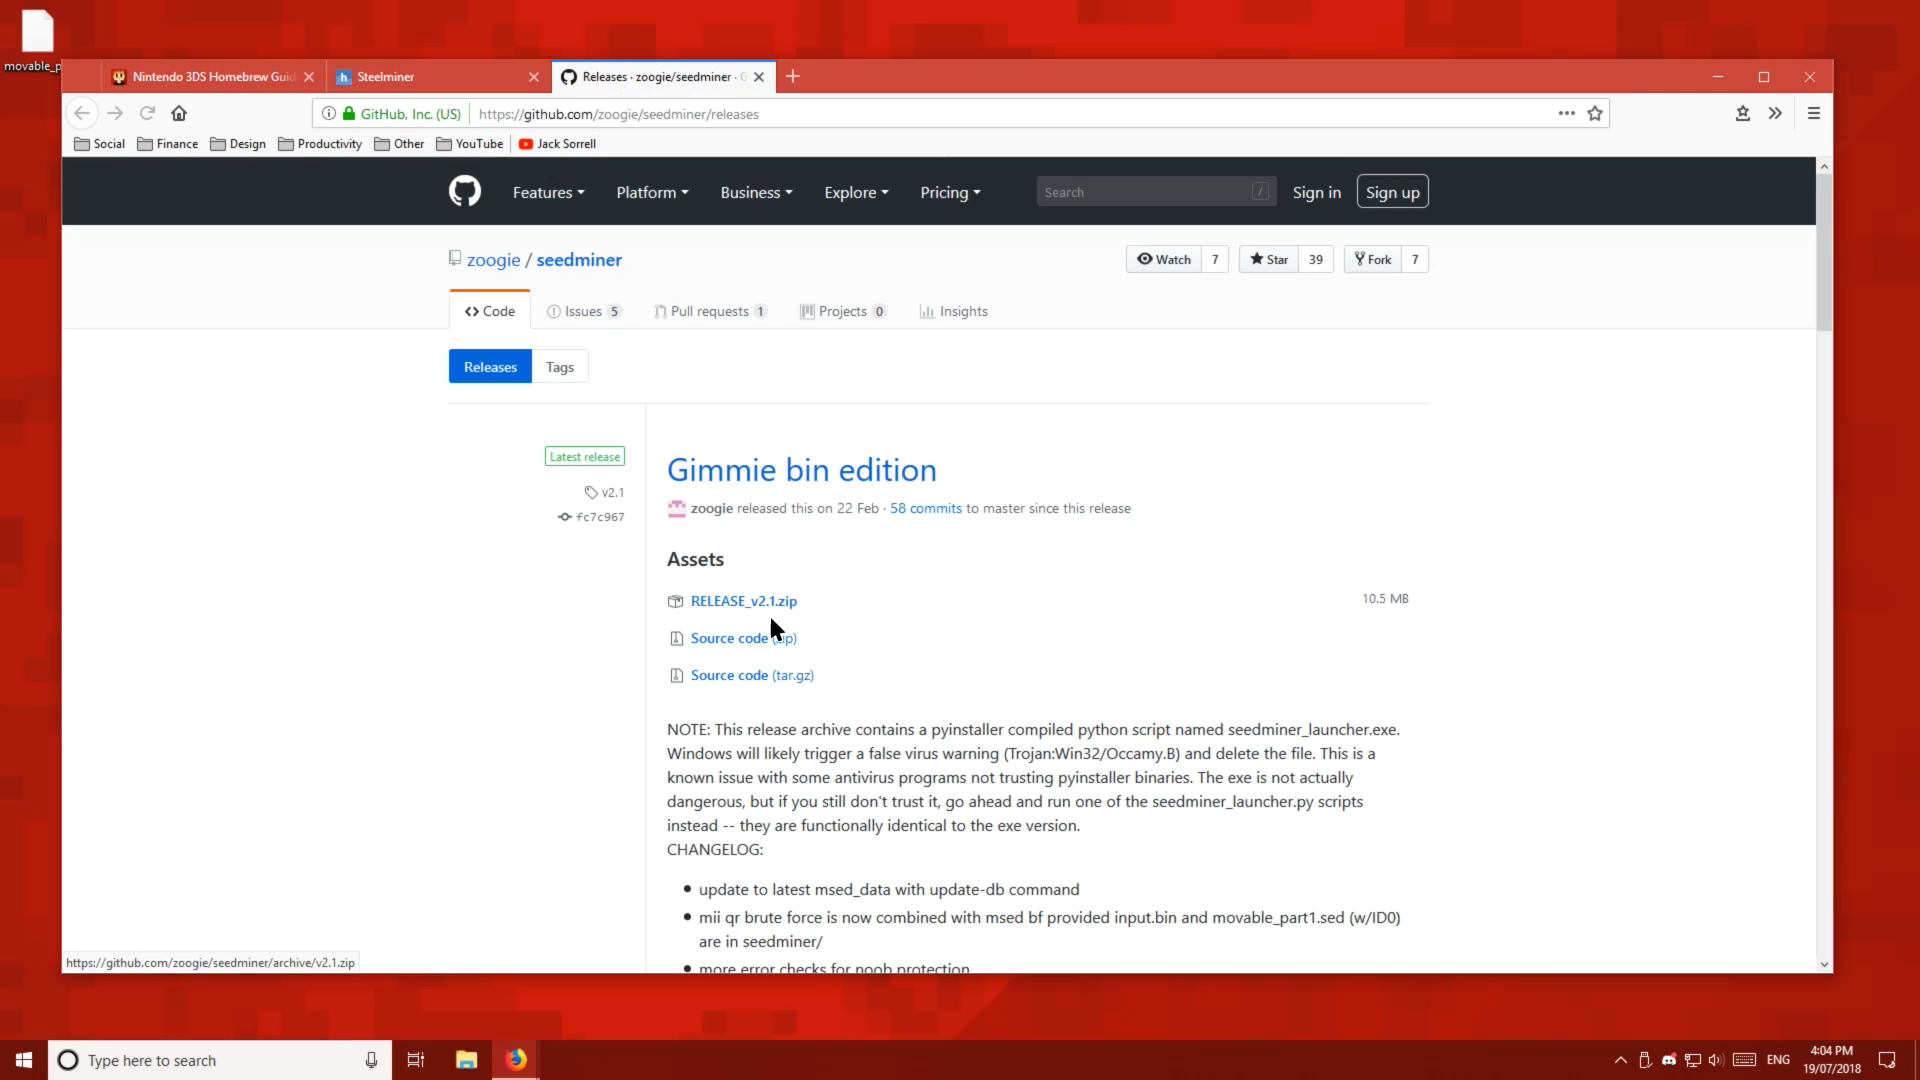 movable_p
Nintendo 3DS Homebrew Guid
Steelminer
Releases · zoogie/seedminer · G
GitHub, Inc. (US)
https://github.com/zoogie/seedminer/releases
Social
Finance
Design
Productivity
Other
YouTube
Jack Sorrell
Features
Platform
Business
Explore
Pricing
Search
/
Sign in
Sign up
zoogie / seedminer
Watch 7
Star 39
Fork 7
Code
Issues 5
Pull requests 1
Projects 0
Insights
Releases
Tags
Latest release
v2.1
fc7c967
Gimmie bin edition
zoogie released this on 22 Feb · 58 commits to master since this release
Assets
RELEASE_v2.1.zip
10.5 MB
Source code (zip)
Source code (tar.gz)
NOTE: This release archive contains a pyinstaller compiled python script named seedminer_launcher.exe.
Windows will likely trigger a false virus warning (Trojan:Win32/Occamy.B) and delete the file. This is a
known issue with some antivirus programs not trusting pyinstaller binaries. The exe is not actually
dangerous, but if you still don't trust it, go ahead and run one of the seedminer_launcher.py scripts
instead -- they are functionally identical to the exe version.
CHANGELOG:
• update to latest msed_data with update-db command
• mii qr brute force is now combined with msed bf provided input.bin and movable_part1.sed (w/ID0)
are in seedminer/
• more error checks for noob protection
https://github.com/zoogie/seedminer/archive/v2.1.zip
Type here to search
ENG
4:04 PM
19/07/2018